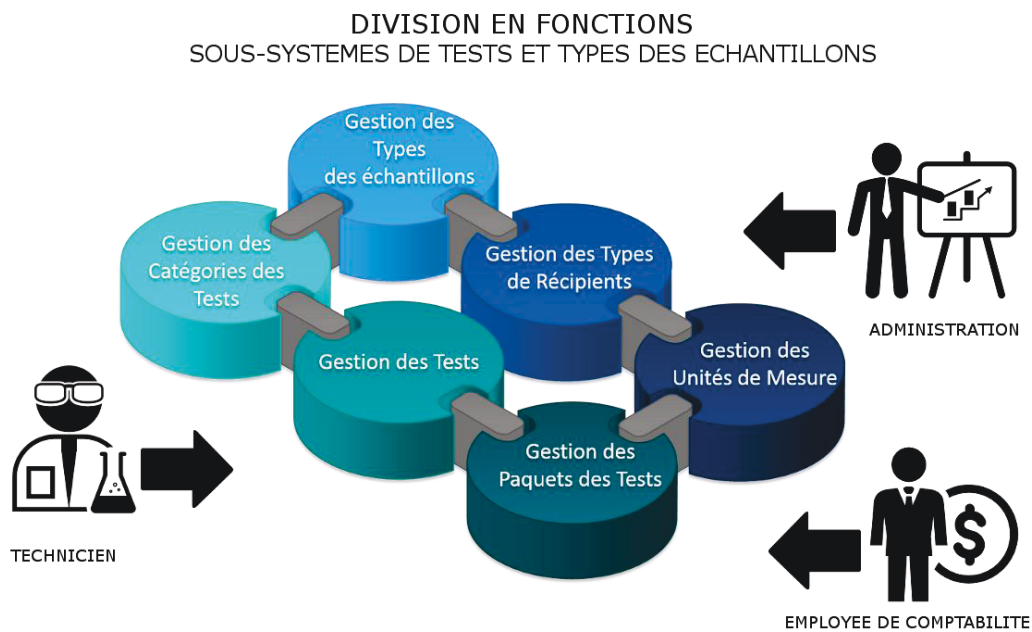 DIVISION EN FONCTIONS
SOUS-SYSTEMES DE TESTS ET TYPES DES ECHANTILLONS
Gestion des
Types
des échantillons
Gestion des
Catégories des
Tests
Gestion des Types
de Récipients
Gestion des Tests
Gestion des
Unités de Mesure
Gestion des
Paquets des Tests
ADMINISTRATION
TECHNICIEN
$
EMPLOYEE DE COMPTABILITE